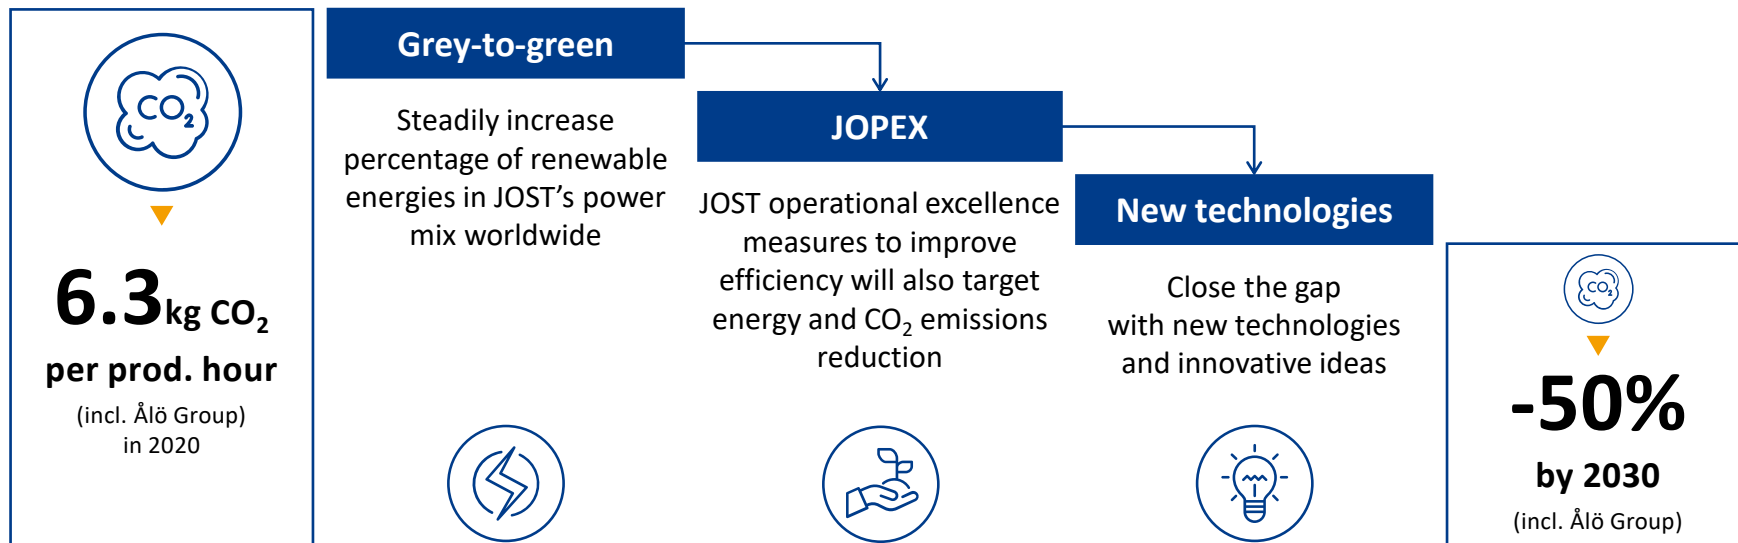 CO₂
6.3 kg CO₂
per prod. hour
(incl. Ålö Group)
in 2020
Grey-to-green
Steadily increase
percentage of renewable
energies in JOST’s power
mix worldwide
JOPEX
JOST operational excellence
measures to improve
efficiency will also target
energy and CO₂ emissions
reduction
New technologies
Close the gap
with new technologies
and innovative ideas
CO₂
-50%
by 2030
(incl. Ålö Group)